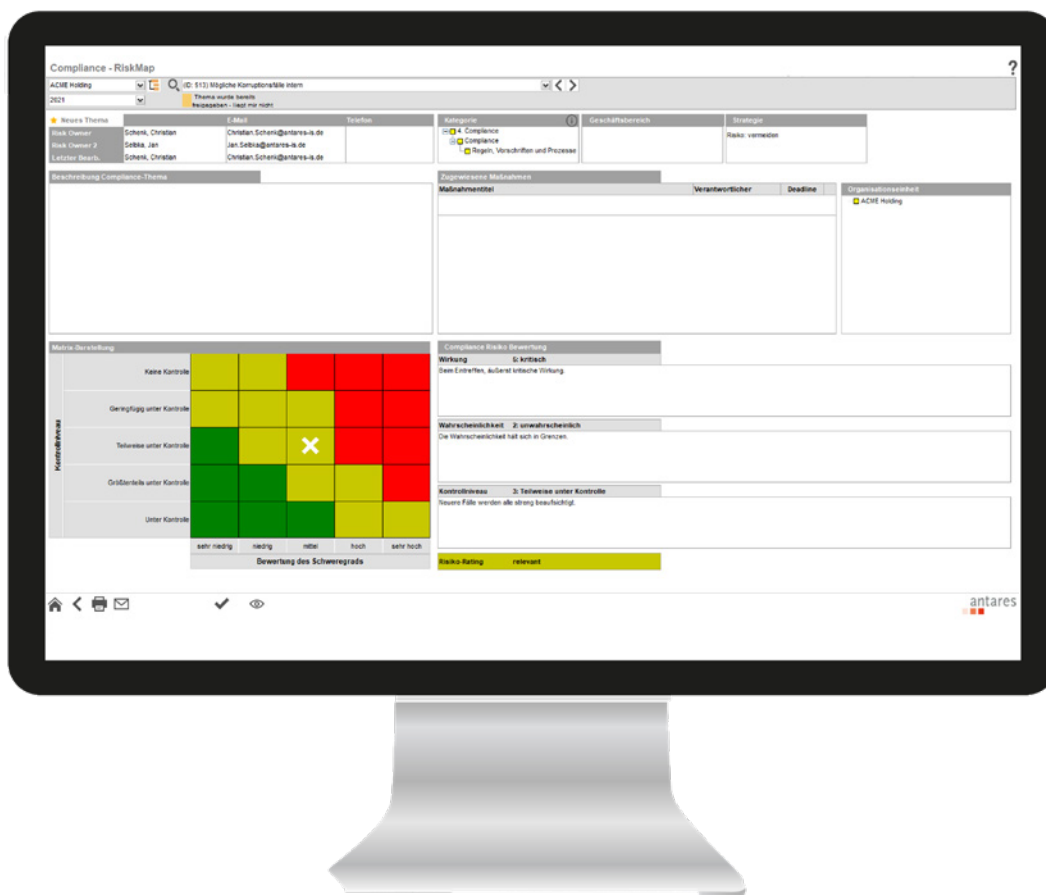 Compliance - RiskMap
?
ACME Holding
(ID: 513) Mögliche Korruptionsfälle intern
2021
Thema wurde bereits
freigegeben - liegt mir nicht
Neues Thema E-Mail Telefon
Risk Owner Schenk, Christian Christian.Schenk@antares-is.de
Risk Owner 2 Selbka, Jan Jan.Selbka@antares-is.de
Letzter Bearb. Schenk, Christian Christian.Schenk@antares-is.de
Kategorie Geschäftsbereich Strategie
4. Compliance
Compliance
Regeln, Vorschriften und Prozesse
Risiko: vermeiden
Beschreibung Compliance-Thema
Zugewiesene Maßnahmen
Maßnahmentitel Verantwortlicher Deadline
Organisationseinheit
ACME Holding
Matrix-Darstellung
Kontrollniveau
Keine Kontrolle
Geringfügig unter Kontrolle
Teilweise unter Kontrolle
Größtenteils unter Kontrolle
Unter Kontrolle
sehr niedrig niedrig mittel hoch sehr hoch
Bewertung des Schweregrads
Compliance Risiko Bewertung
Wirkung 5: kritisch
Beim Eintreffen, äußerst kritische Wirkung.
Wahrscheinlichkeit 2: unwahrscheinlich
Die Wahrscheinlichkeit hält sich in Grenzen.
Kontrollniveau 3: Teilweise unter Kontrolle
Neuere Fälle werden alle streng beaufsichtigt.
Risiko-Rating relevant
antares